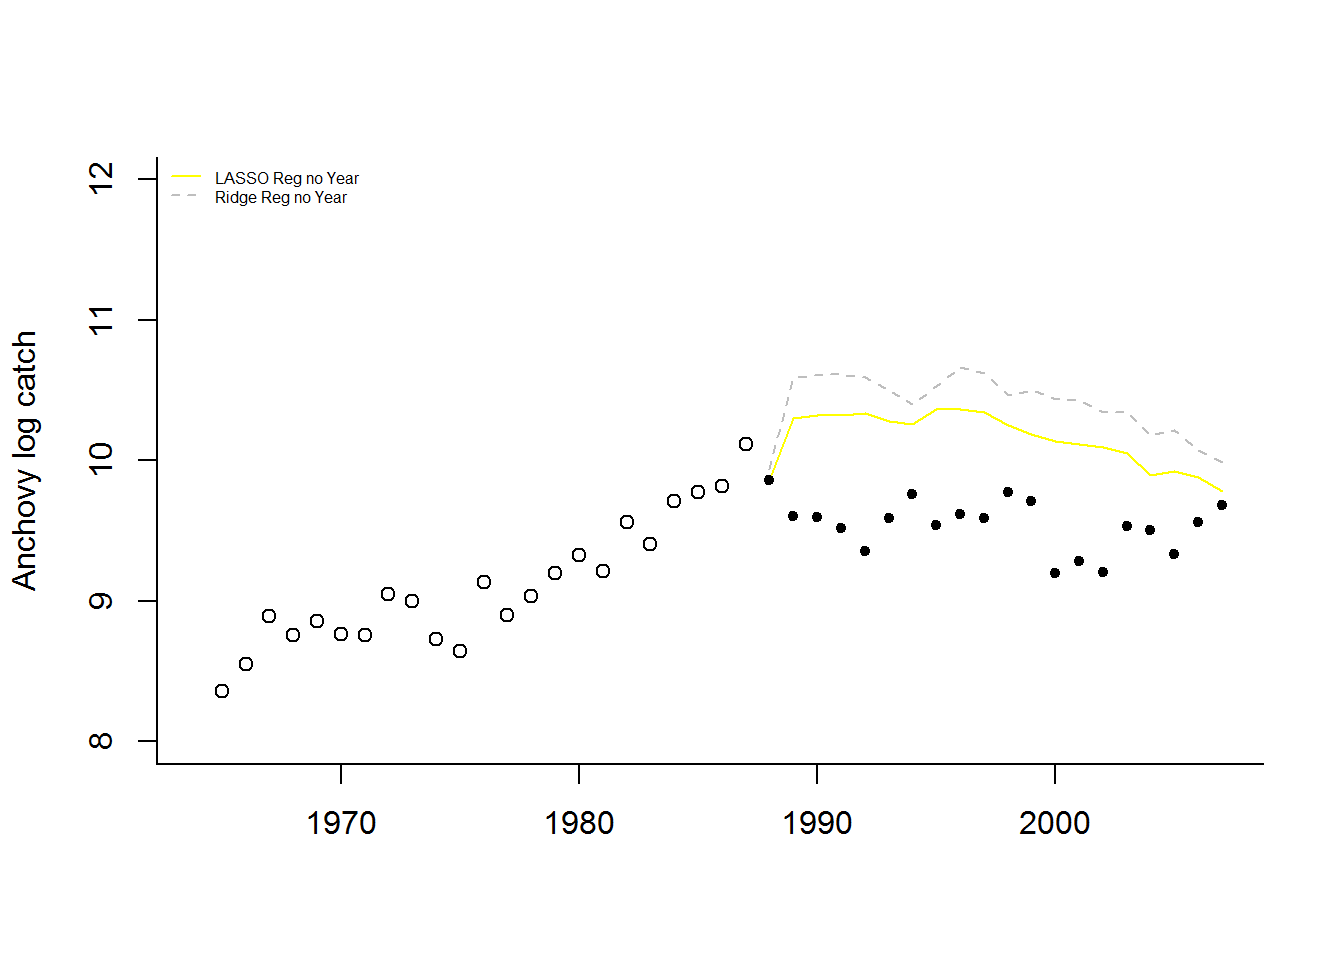 LASSO Reg no Year
Ridge Reg no Year
Anchovy log catch
12
11
10
9
8
1970 1980 1990 2000